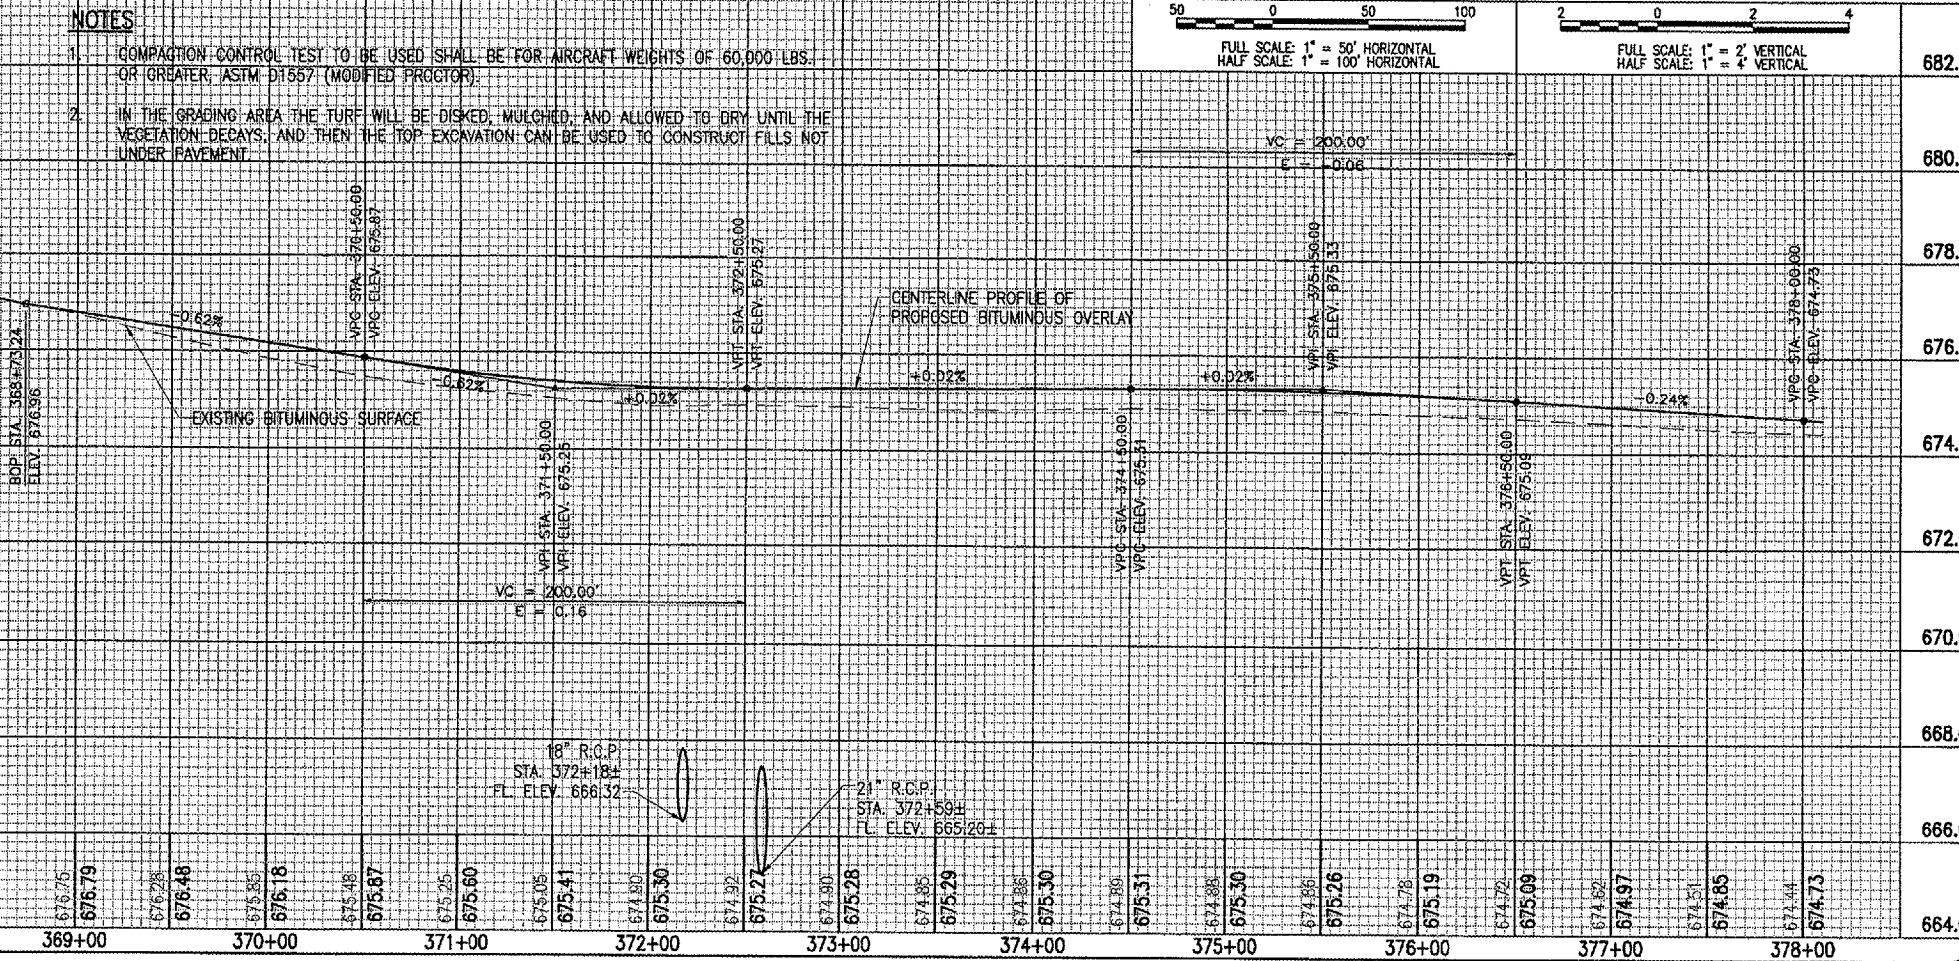 NOTES
1. COMPACTION CONTROL TEST TO BE USED SHALL BE FOR AIRCRAFT WEIGHTS OF 60,000 LBS.
OR GREATER, ASTM D1557 (MODIFIED PROCTOR).
2. IN THE GRADING AREA THE TURF WILL BE DISKED, MULCHED, AND ALLOWED TO DRY UNTIL THE
VEGETATION DECAYS, AND THEN THE TOP EXCAVATION CAN BE USED TO CONSTRUCT FILLS NOT
UNDER PAVEMENT.
50 0 50 100
FULL SCALE: 1" = 50' HORIZONTAL
HALF SCALE: 1" = 100' HORIZONTAL
2 0 2 4
FULL SCALE: 1" = 2' VERTICAL
HALF SCALE: 1" = 4' VERTICAL
682.
680.
678.
676.
674.
672.
670.
668.
666.
664.
VC = 200.00'
E = -0.06
BOP STA. 368+73.24
ELEV. 676.96
-0.62%
EXISTING BITUMINOUS SURFACE
VPC STA. 370+50.00
VPC ELEV. 675.87
-0.62%
VPI STA. 371+50.00
VPI ELEV. 675.25
+0.02%
VC = 200.00'
E = 0.16
VPT STA. 372+50.00
VPT ELEV. 675.27
CENTERLINE PROFILE OF
PROPOSED BITUMINOUS OVERLAY
+0.02%
VPC STA. 374+50.00
VPC ELEV. 675.31
+0.02%
VPI STA. 375+50.00
VPI ELEV. 675.33
VPT STA. 376+50.00
VPT ELEV. 675.09
-0.24%
VPC STA. 378+00.00
VPC ELEV. 674.73
18" R.C.P.
STA. 372+18±
FL. ELEV. 666.32
21" R.C.P.
STA. 372+59±
FL. ELEV. 665.20±
676.75 676.28 675.85 675.48 675.25 675.05 674.90 674.92 674.90 674.85 674.86 674.89 674.88 674.86 674.78 674.72 674.62 674.51 674.44
676.79 676.48 676.18 675.87 675.60 675.41 675.30 675.27 675.28 675.29 675.30 675.31 675.30 675.26 675.19 675.09 674.97 674.85 674.73
369+00 370+00 371+00 372+00 373+00 374+00 375+00 376+00 377+00 378+00